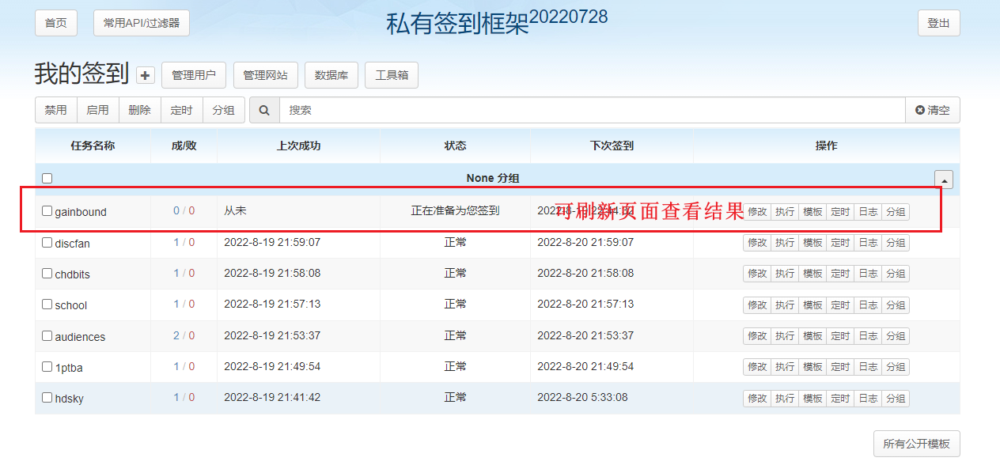 首页 常用API/过滤器 私有签到框架20220728 登出
我的签到 管理用户 管理网站 数据库 工具箱
禁用 启用 删除 定时 分组 搜索 清空
任务名称 成/败 上次成功 状态 下次签到 操作
None 分组
gainbound 0 / 0 从未 正在准备为您签到 可刷新页面查看结果 修改 执行 模板 定时 日志 分组
discfan 1 / 0 2022-8-19 21:59:07 正常 2022-8-20 21:59:07 修改 执行 模板 定时 日志 分组
chdbits 1 / 0 2022-8-19 21:58:08 正常 2022-8-20 21:58:08 修改 执行 模板 定时 日志 分组
school 1 / 0 2022-8-19 21:57:13 正常 2022-8-20 21:57:13 修改 执行 模板 定时 日志 分组
audiences 2 / 0 2022-8-19 21:53:37 正常 2022-8-20 21:53:37 修改 执行 模板 定时 日志 分组
1ptba 1 / 0 2022-8-19 21:49:54 正常 2022-8-20 21:49:54 修改 执行 模板 定时 日志 分组
hdsky 1 / 0 2022-8-19 21:41:42 正常 2022-8-20 5:33:08 修改 执行 模板 定时 日志 分组
所有公开模板